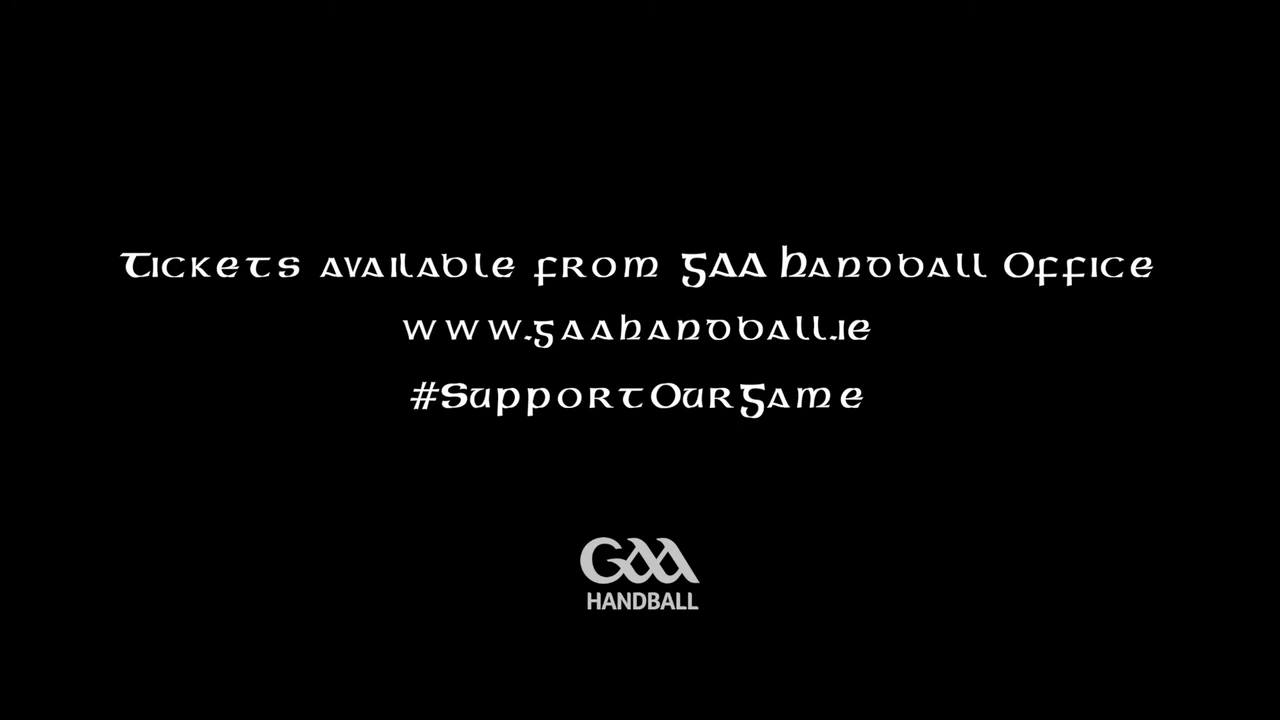 Tickets available from GAA Handball Office
www.gaahandball.ie
#SupportOurGame
GAA
HANDBALL